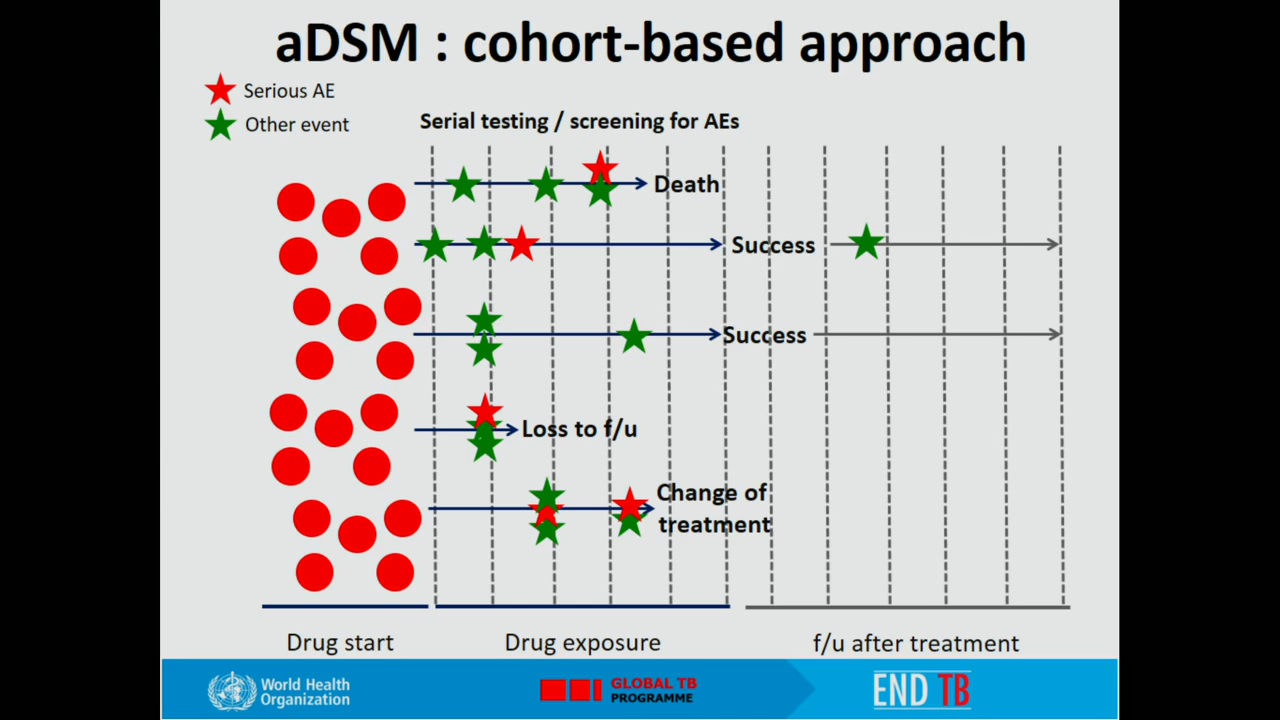 aDSM : cohort-based approach
Serious AE
Other event
Serial testing / screening for AEs
Death
Success
Success
Loss to f/u
Change of
treatment
Drug start
Drug exposure
f/u after treatment
World Health
Organization
GLOBAL TB
PROGRAMME
END TB